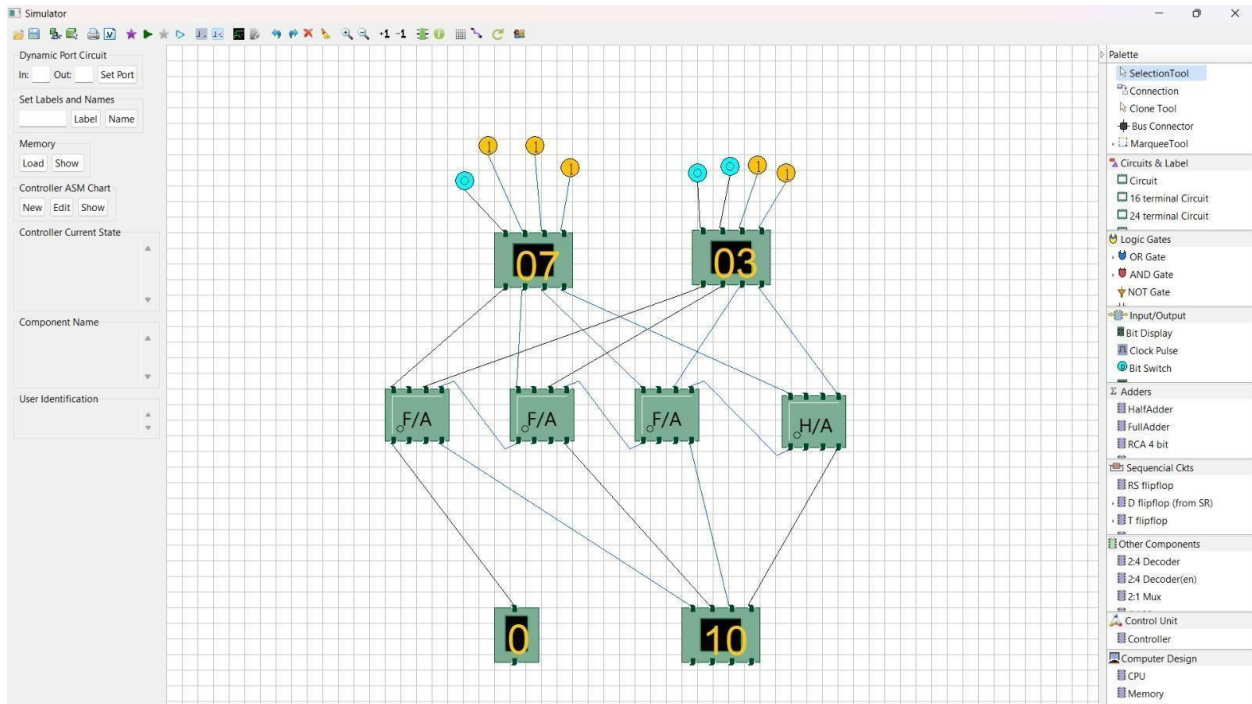 Simulator
+1 -1
Dynamic Port Circuit
In: Out: Set Port
Set Labels and Names
Label Name
Memory
Load Show
Controller ASM Chart
New Edit Show
Controller Current State
Component Name
User Identification
1 1
0 1
0 0 1 1
07 03
F/A F/A F/A H/A
0 10
Palette
SelectionTool
Connection
Clone Tool
Bus Connector
MarqueeTool
Circuits & Label
Circuit
16 terminal Circuit
24 terminal Circuit
Logic Gates
OR Gate
AND Gate
NOT Gate
Input/Output
Bit Display
Clock Pulse
Bit Switch
Σ Adders
HalfAdder
FullAdder
RCA 4 bit
Sequencial Ckts
RS flipflop
D flipflop (from SR)
T flipflop
Other Components
2:4 Decoder
2:4 Decoder(en)
2:1 Mux
Control Unit
Controller
Computer Design
CPU
Memory